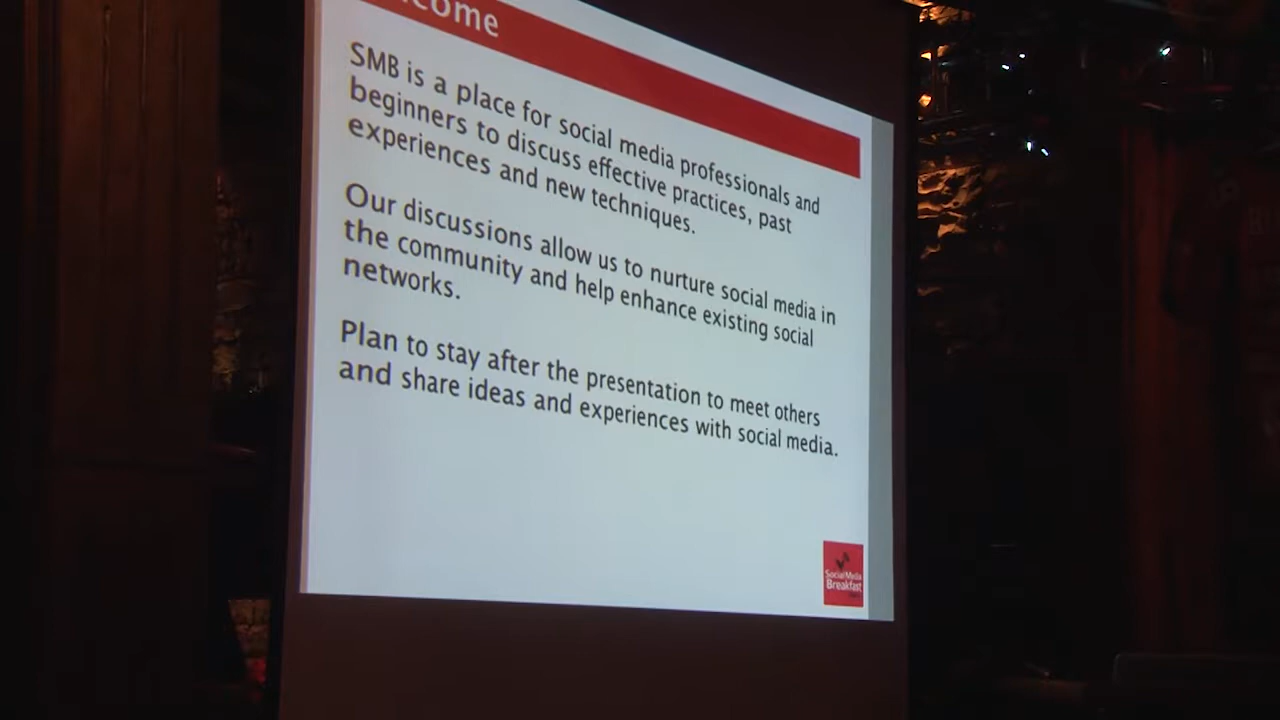 SMB is a place for social media professionals and
beginners to discuss effective practices, past
experiences and new techniques.
Our discussions allow us to nurture social media in
the community and help enhance existing social
networks.
Plan to stay after the presentation to meet others
and share ideas and experiences with social media.
Social Media
Breakfast